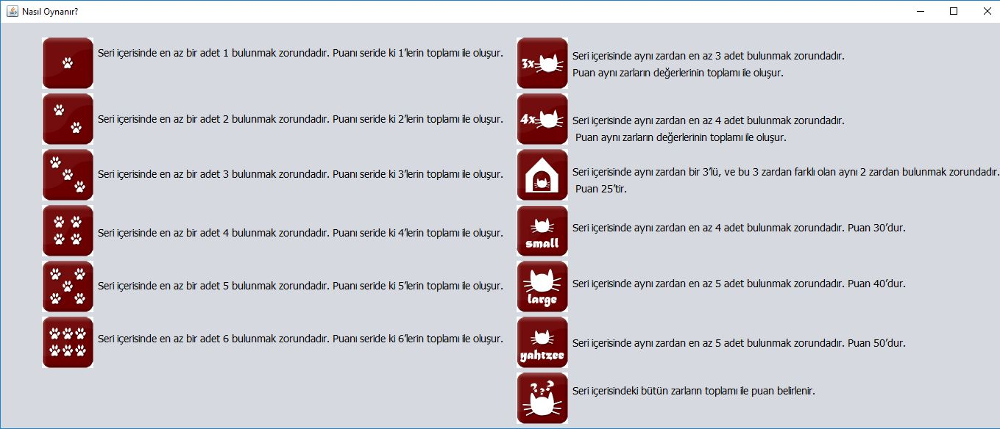 Nasıl Oynanır?
Seri içerisinde en az bir adet 1 bulunmak zorundadır. Puanı seride ki 1’lerin toplamı ile oluşur.
Seri içerisinde en az bir adet 2 bulunmak zorundadır. Puanı seride ki 2’lerin toplamı ile oluşur.
Seri içerisinde en az bir adet 3 bulunmak zorundadır. Puanı seride ki 3’lerin toplamı ile oluşur.
Seri içerisinde en az bir adet 4 bulunmak zorundadır. Puanı seride ki 4’lerin toplamı ile oluşur.
Seri içerisinde en az bir adet 5 bulunmak zorundadır. Puanı seride ki 5’lerin toplamı ile oluşur.
Seri içerisinde en az bir adet 6 bulunmak zorundadır. Puanı seride ki 6’lerin toplamı ile oluşur.
3x
Seri içerisinde aynı zardan en az 3 adet bulunmak zorundadır.
Puan aynı zarların değerlerinin toplamı ile oluşur.
4x
Seri içerisinde aynı zardan en az 4 adet bulunmak zorundadır.
Puan aynı zarların değerlerinin toplamı ile oluşur.
Seri içerisinde aynı zardan bir 3’lü, ve bu 3 zardan farklı olan aynı 2 zardan bulunmak zorundadır.
Puan 25’tir.
small
Seri içerisinde aynı zardan en az 4 adet bulunmak zorundadır. Puan 30’dur.
large
Seri içerisinde aynı zardan en az 5 adet bulunmak zorundadır. Puan 40’dur.
yahtzee
Seri içerisinde aynı zardan en az 5 adet bulunmak zorundadır. Puan 50’dur.
???
Seri içerisindeki bütün zarların toplamı ile puan belirlenir.